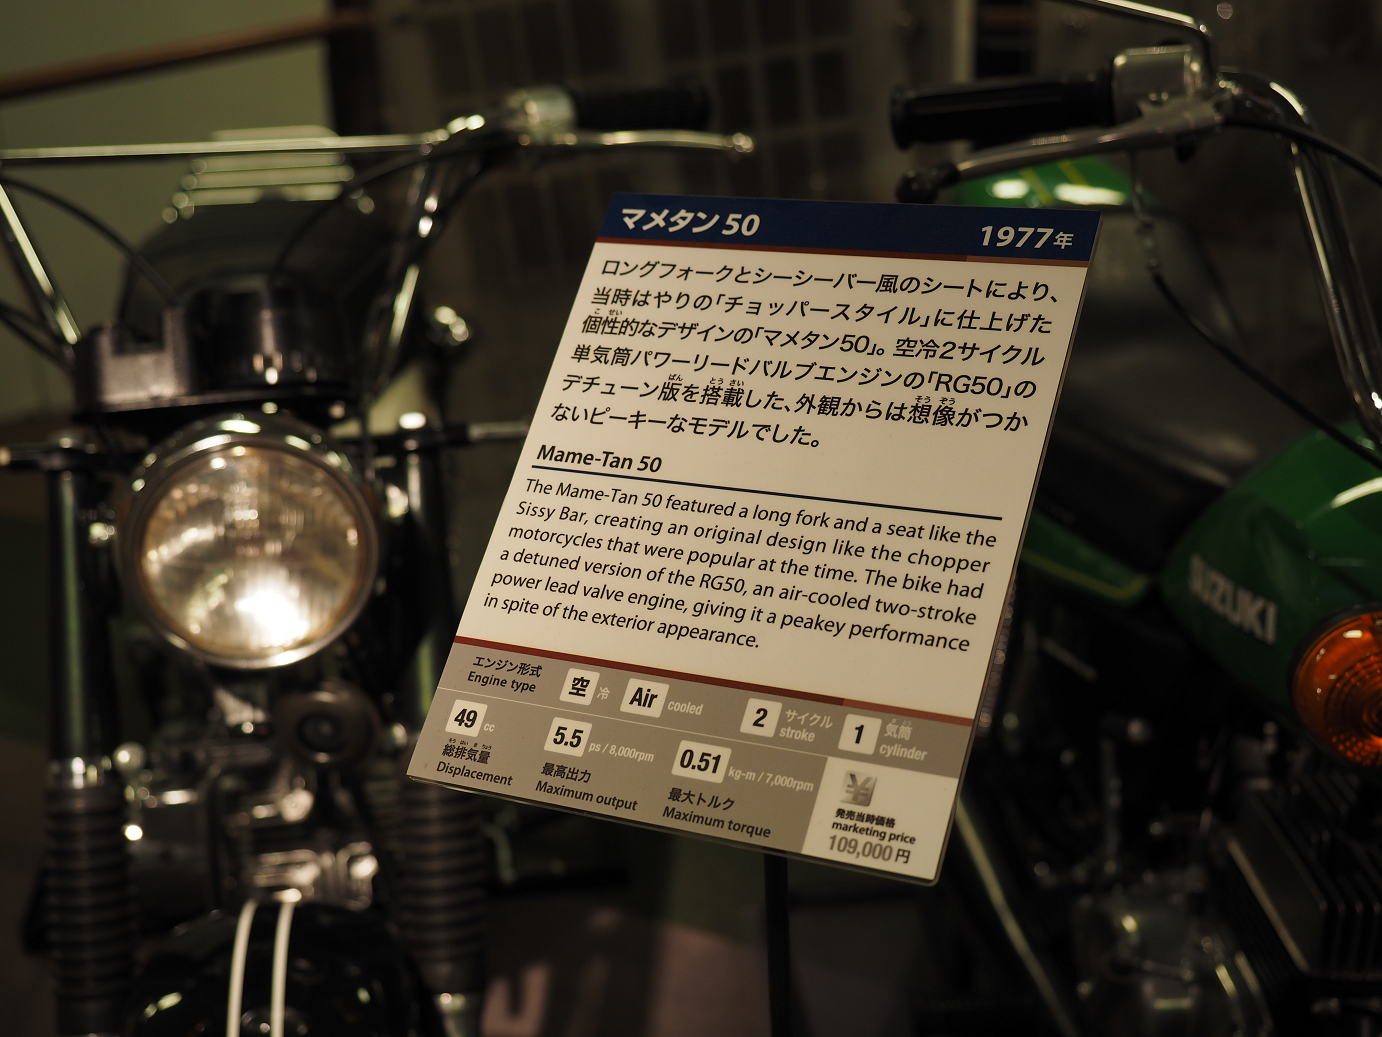 マメタン 50
1977年
ロングフォークとシーシーバー風のシートにより、
当時はやりの「チョッパースタイル」に仕上げた
個性的なデザインの「マメタン50」。空冷2サイクル
単気筒パワーリードバルブエンジンの「RG50」の
デチューン版を搭載した、外観からは想像がつか
ないピーキーなモデルでした。
Mame-Tan 50
The Mame-Tan 50 featured a long fork and a seat like the
Sissy Bar, creating an original design like the chopper
motorcycles that were popular at the time. The bike had
a detuned version of the RG50, an air-cooled two-stroke
power lead valve engine, giving it a peakey performance
in spite of the exterior appearance.
エンジン形式
Engine type
空冷
Air cooled
2 サイクル
stroke
1 気筒
cylinder
49 cc
総排気量
Displacement
5.5 ps / 8,000rpm
最高出力
Maximum output
0.51 kg-m / 7,000rpm
最大トルク
Maximum torque
¥
発売当時価格
marketing price
109,000 円
SUZUKI